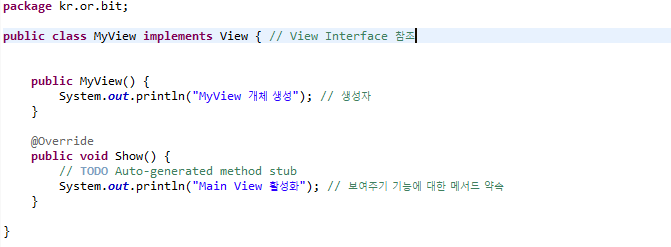 package kr.or.bit;
public class MyView implements View { // View Interface 참조
public MyView() {
System.out.println("MyView 개체 생성"); // 생성자
}
@Override
public void Show() {
// TODO Auto-generated method stub
System.out.println("Main View 활성화"); // 보여주기 기능에 대한 메서드 약속
}
}